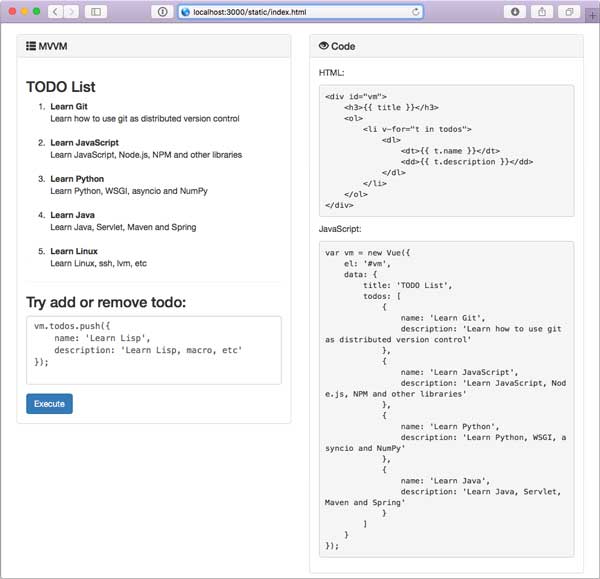 localhost:3000/static/index.html
MVVM
TODO List
1. Learn Git
Learn how to use git as distributed version control
2. Learn JavaScript
Learn JavaScript, Node.js, NPM and other libraries
3. Learn Python
Learn Python, WSGI, asyncio and NumPy
4. Learn Java
Learn Java, Servlet, Maven and Spring
5. Learn Linux
Learn Linux, ssh, lvm, etc
Try add or remove todo:
vm.todos.push({
    name: 'Learn Lisp',
    description: 'Learn Lisp, macro, etc'
});
Execute
Code
HTML:
<div id="vm">
    <h3>{{ title }}</h3>
    <ol>
        <li v-for="t in todos">
            <dl>
                <dt>{{ t.name }}</dt>
                <dd>{{ t.description }}</dd>
            </dl>
        </li>
    </ol>
</div>
JavaScript:
var vm = new Vue({
    el: '#vm',
    data: {
        title: 'TODO List',
        todos: [
            {
                name: 'Learn Git',
                description: 'Learn how to use git
as distributed version control'
            },
            {
                name: 'Learn JavaScript',
                description: 'Learn JavaScript, Nod
e.js, NPM and other libraries'
            },
            {
                name: 'Learn Python',
                description: 'Learn Python, WSGI, a
syncio and NumPy'
            },
            {
                name: 'Learn Java',
                description: 'Learn Java, Servlet,
Maven and Spring'
            }
        ]
    }
});